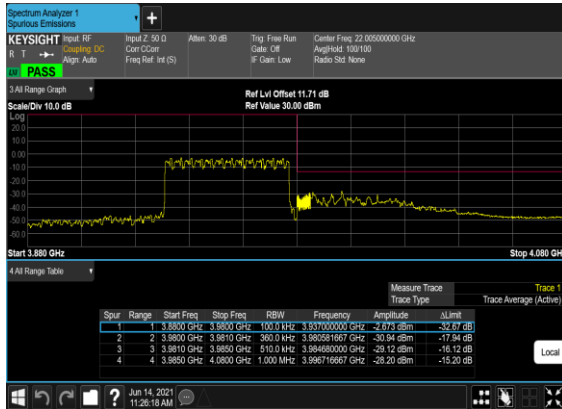 Spectrum Analyzer 1
Spurious Emissions
+
KEYSIGHT
R T
LXI
PASS
Input: RF
Coupling: DC
Align: Auto
Input Z: 50 Ω
Corr CCorr
Freq Ref: Int (S)
Atten: 30 dB
Trig: Free Run
Gate: Off
IF Gain: Low
Center Freq: 22.005000000 GHz
Avg|Hold: 100/100
Radio Std: None
3 All Range Graph
Scale/Div 10.0 dB
Ref Lvl Offset 11.71 dB
Ref Value 30.00 dBm
Log
20.0
10.0
0.00
-10.0
-20.0
-30.0
-40.0
-50.0
-60.0
Start 3.880 GHz
Stop 4.080 GHz
4 All Range Table
Measure Trace Trace 1
Trace Type Trace Average (Active)
Spur Range Start Freq Stop Freq RBW Frequency Amplitude ΔLimit
1 1 3.8800 GHz 3.9800 GHz 100.0 kHz 3.937000000 GHz -2.673 dBm -32.67 dB
2 2 3.9800 GHz 3.9810 GHz 360.0 kHz 3.980581667 GHz -30.94 dBm -17.94 dB
3 3 3.9810 GHz 3.9850 GHz 510.0 kHz 3.984680000 GHz -29.12 dBm -16.12 dB
4 4 3.9850 GHz 4.0800 GHz 1.000 MHz 3.996716667 GHz -28.20 dBm -15.20 dB
Local
?
Jun 14, 2021
11:26:18 AM